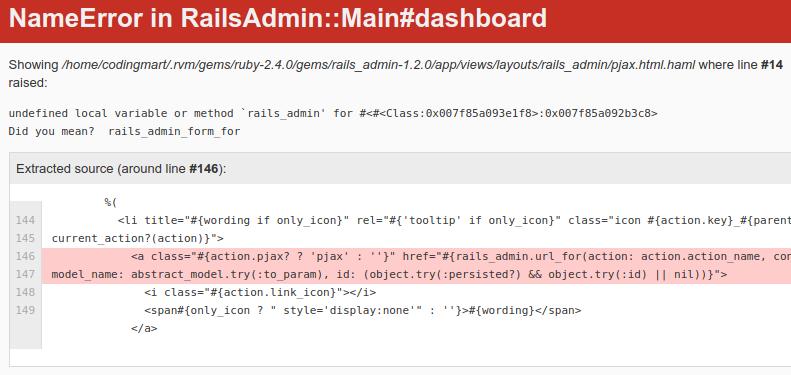 NameError in RailsAdmin::Main#dashboard
Showing /home/codingmart/.rvm/gems/ruby-2.4.0/gems/rails_admin-1.2.0/app/views/layouts/rails_admin/pjax.html.haml where line #14
raised:
undefined local variable or method `rails_admin' for #<#<Class:0x007f85a093e1f8>:0x007f85a092b3c8>
Did you mean?  rails_admin_form_for
Extracted source (around line #146):
%(
144 <li title="#{wording if only_icon}" rel="#{'tooltip' if only_icon}" class="icon #{action.key}_#{parent
145 current_action?(action)}">
146 <a class="#{action.pjax? ? 'pjax' : ''}" href="#{rails_admin.url_for(action: action.action_name, con
147 model_name: abstract_model.try(:to_param), id: (object.try(:persisted?) && object.try(:id) || nil))}">
148 <i class="#{action.link_icon}"></i>
149 <span#{only_icon ? " style='display:none'" : ''}>#{wording}</span>
</a>